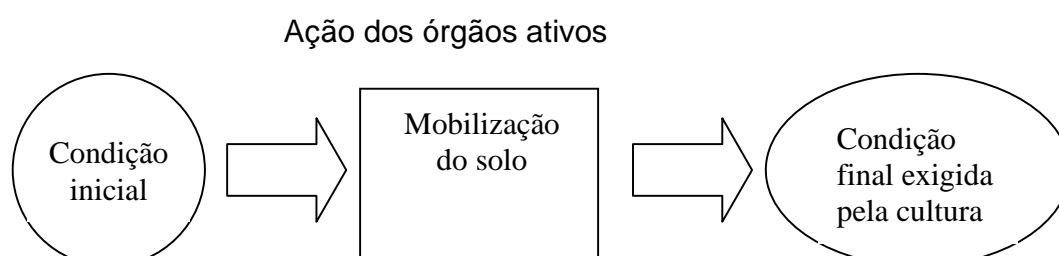 Ação dos órgãos ativos
Condição
inicial
Mobilização
do solo
Condição
final exigida
pela cultura